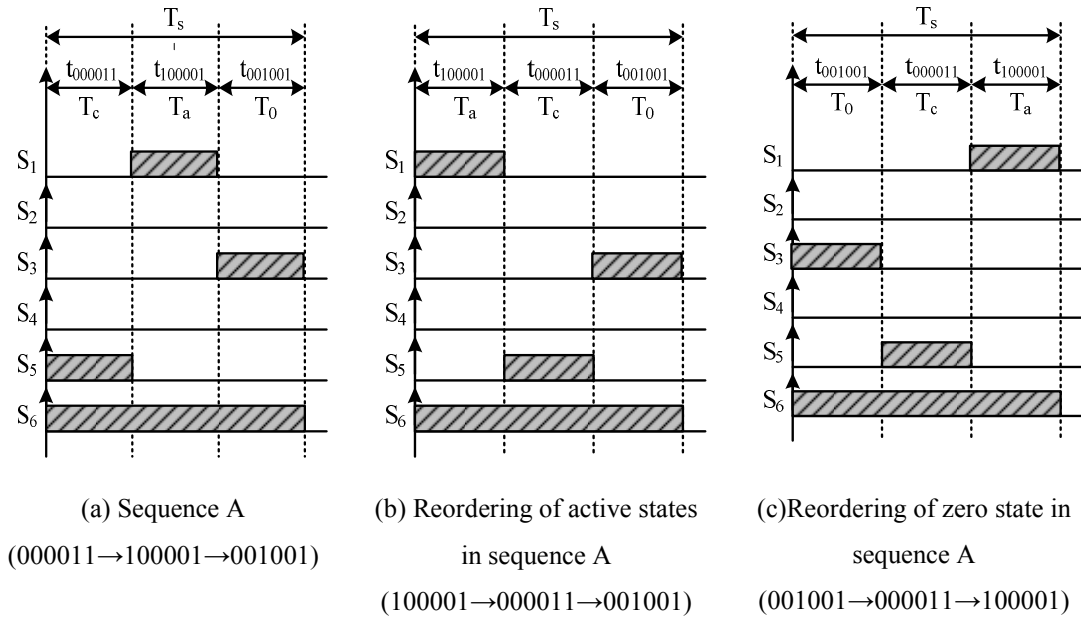 T_s
t_000011 t_100001 t_001001
T_c T_a T_0
S_1
S_2
S_3
S_4
S_5
S_6
(a) Sequence A
(000011→100001→001001)
T_s
t_100001 t_000011 t_001001
T_a T_c T_0
S_1
S_2
S_3
S_4
S_5
S_6
(b) Reordering of active states
in sequence A
(100001→000011→001001)
T_s
t_001001 t_000011 t_100001
T_0 T_c T_a
S_1
S_2
S_3
S_4
S_5
S_6
(c)Reordering of zero state in
sequence A
(001001→000011→100001)